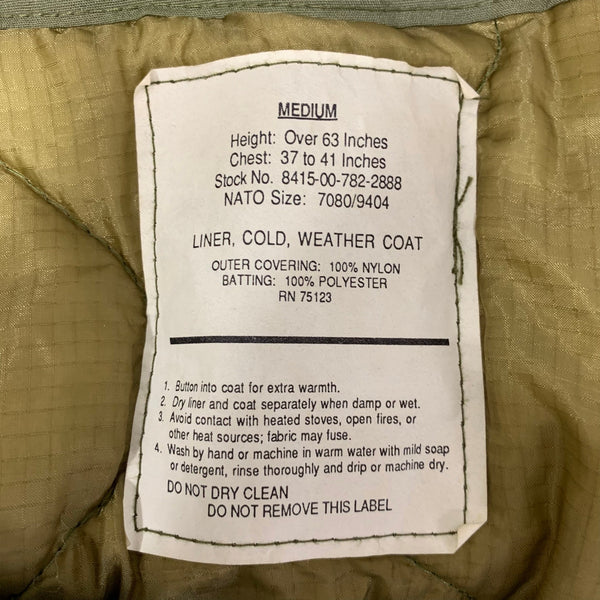 MEDIUM
Height: Over 63 Inches
Chest: 37 to 41 Inches
Stock No. 8415-00-782-2888
NATO Size: 7080/9404
LINER, COLD, WEATHER COAT
OUTER COVERING: 100% NYLON
BATTING: 100% POLYESTER
RN 75123
1. Button into coat for extra warmth.
2. Dry liner and coat separately when damp or wet.
3. Avoid contact with heated stoves, open fires, or
other heat sources; fabric may fuse.
4. Wash by hand or machine in warm water with mild soap
or detergent, rinse thoroughly and drip or machine dry.
DO NOT DRY CLEAN
DO NOT REMOVE THIS LABEL